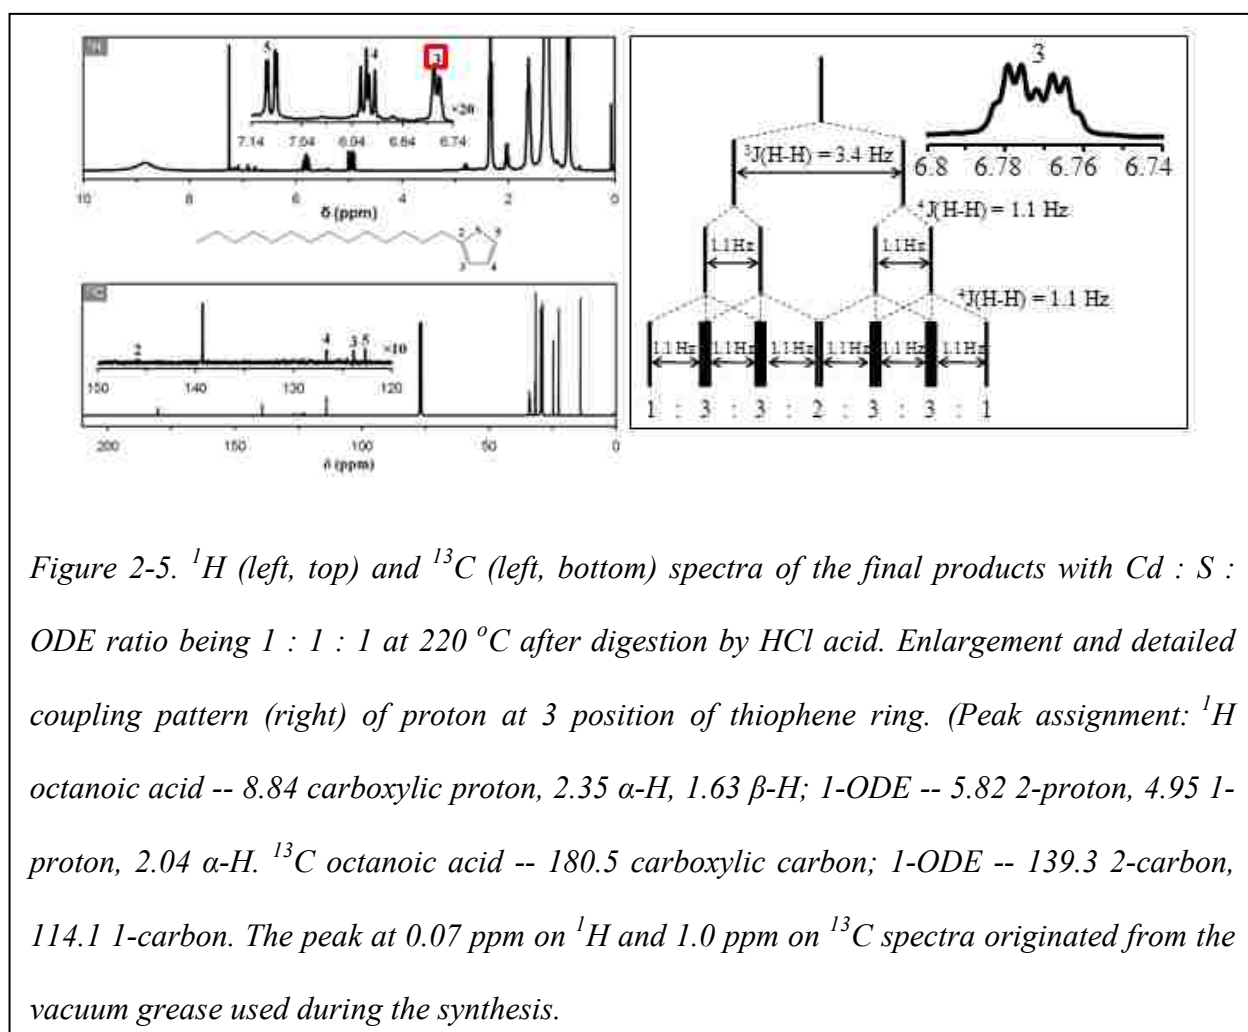 1H
5
4
3
×20
7.14 7.04 6.94 6.84 6.74
10 8 6 4 2 0
δ (ppm)
2 S 5
3 4
13C
2
4 3 5
×10
150 140 130 120
200 150 100 50 0
δ (ppm)
3
6.8 6.78 6.76 6.74
3J(H-H) = 3.4 Hz
4J(H-H) = 1.1 Hz
1.1 Hz 1.1 Hz
4J(H-H) = 1.1 Hz
1.1 Hz 1.1 Hz 1.1 Hz 1.1 Hz 1.1 Hz 1.1 Hz
1 : 3 : 3 : 2 : 3 : 3 : 1
Figure 2-5. 1H (left, top) and 13C (left, bottom) spectra of the final products with Cd : S :
ODE ratio being 1 : 1 : 1 at 220 oC after digestion by HCl acid. Enlargement and detailed
coupling pattern (right) of proton at 3 position of thiophene ring. (Peak assignment: 1H
octanoic acid -- 8.84 carboxylic proton, 2.35 α-H, 1.63 β-H; 1-ODE -- 5.82 2-proton, 4.95 1-
proton, 2.04 α-H. 13C octanoic acid -- 180.5 carboxylic carbon; 1-ODE -- 139.3 2-carbon,
114.1 1-carbon. The peak at 0.07 ppm on 1H and 1.0 ppm on 13C spectra originated from the
vacuum grease used during the synthesis.